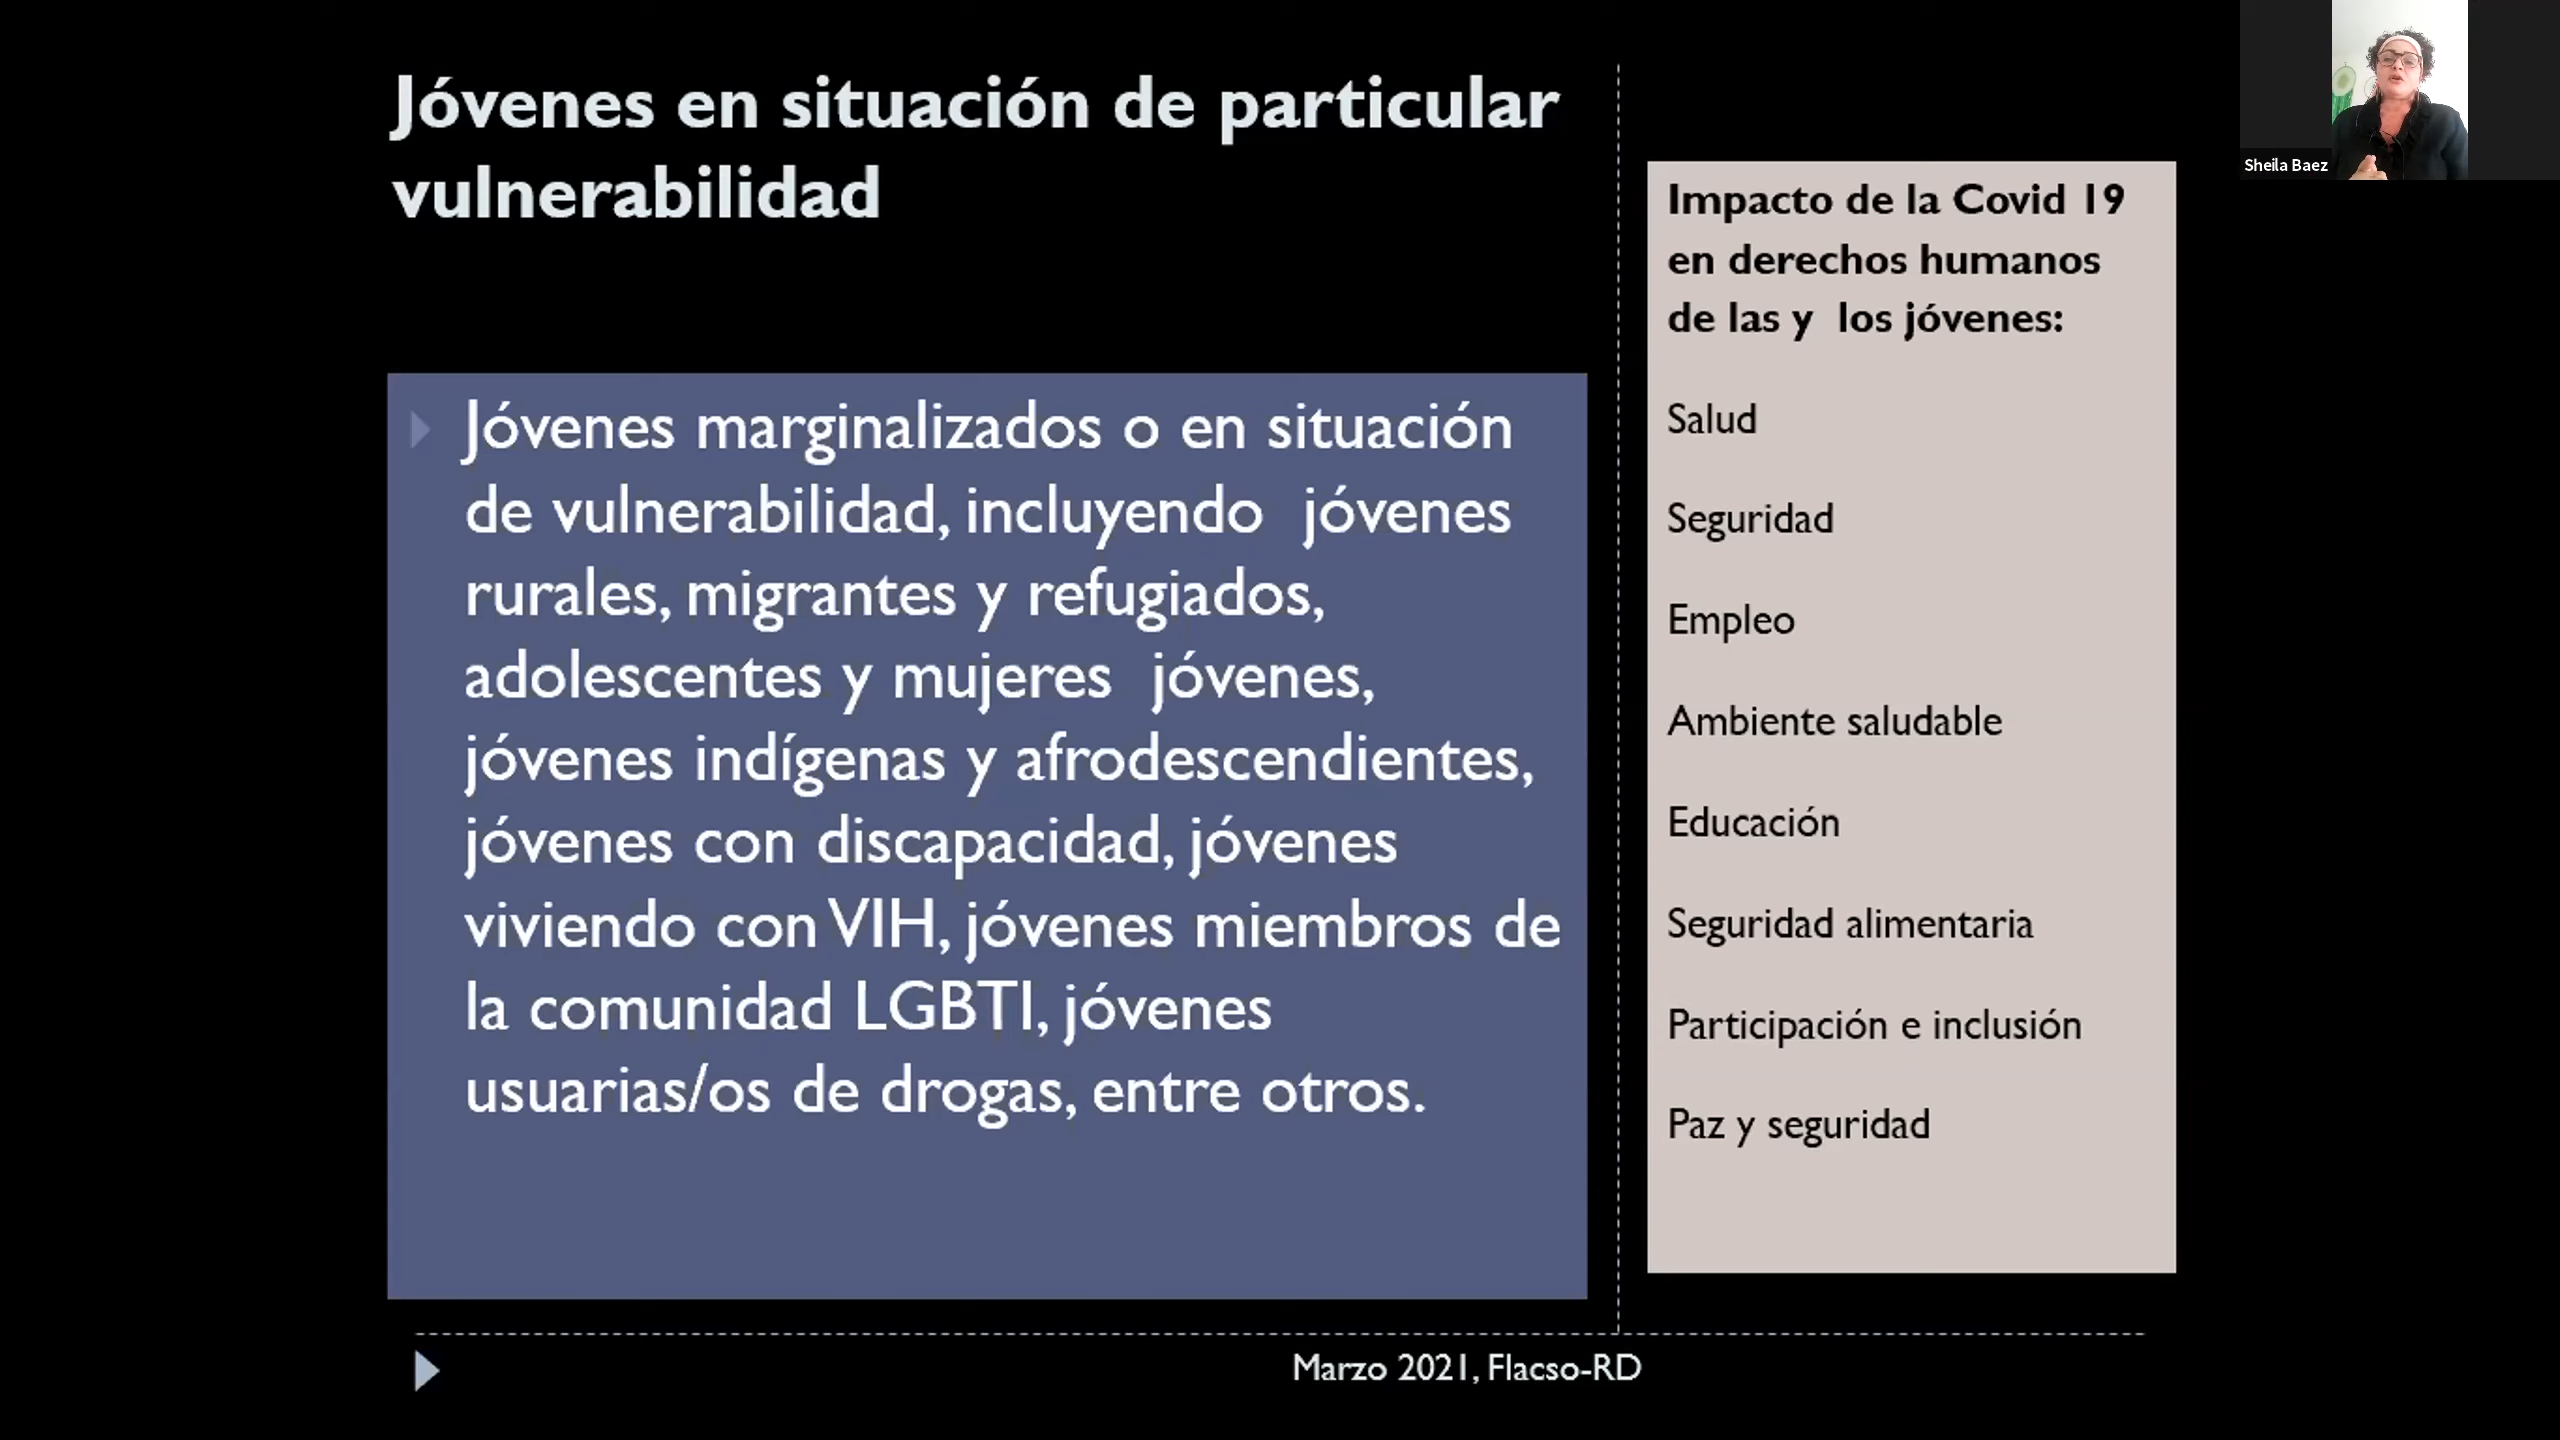 Jóvenes en situación de particular
vulnerabilidad
Jóvenes marginalizados o en situación
de vulnerabilidad, incluyendo jóvenes
rurales, migrantes y refugiados,
adolescentes y mujeres jóvenes,
jóvenes indígenas y afrodescendientes,
jóvenes con discapacidad, jóvenes
viviendo con VIH, jóvenes miembros de
la comunidad LGBTI, jóvenes
usuarias/os de drogas, entre otros.
Impacto de la Covid 19
en derechos humanos
de las y los jóvenes:
Salud
Seguridad
Empleo
Ambiente saludable
Educación
Seguridad alimentaria
Participación e inclusión
Paz y seguridad
Marzo 2021, Flacso-RD
Sheila Baez